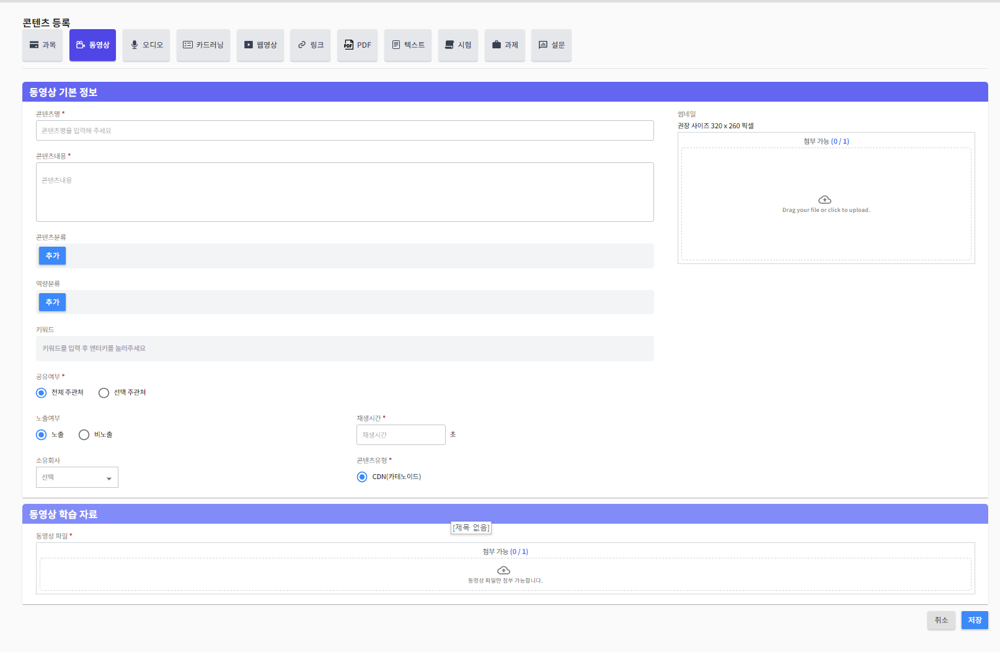 콘텐츠 등록
과목
동영상
오디오
카드러닝
웹영상
링크
PDF
텍스트
시험
과제
설문
동영상 기본 정보
콘텐츠명 *
콘텐츠명을 입력해 주세요
콘텐츠내용 *
콘텐츠내용
콘텐츠분류
추가
역량분류
추가
키워드
키워드를 입력 후 엔터키를 눌러주세요
공유여부 *
전체 주관처
선택 주관처
노출여부
노출
비노출
재생시간 *
재생시간
초
소유회사
선택
콘텐츠유형 *
CDN(카테노이드)
썸네일
권장 사이즈 320 x 260 픽셀
첨부 가능 (0 / 1)
Drag your file or click to upload.
동영상 학습 자료
[제목 없음]
동영상 파일 *
첨부 가능 (0 / 1)
동영상 파일만 첨부 가능합니다.
취소
저장